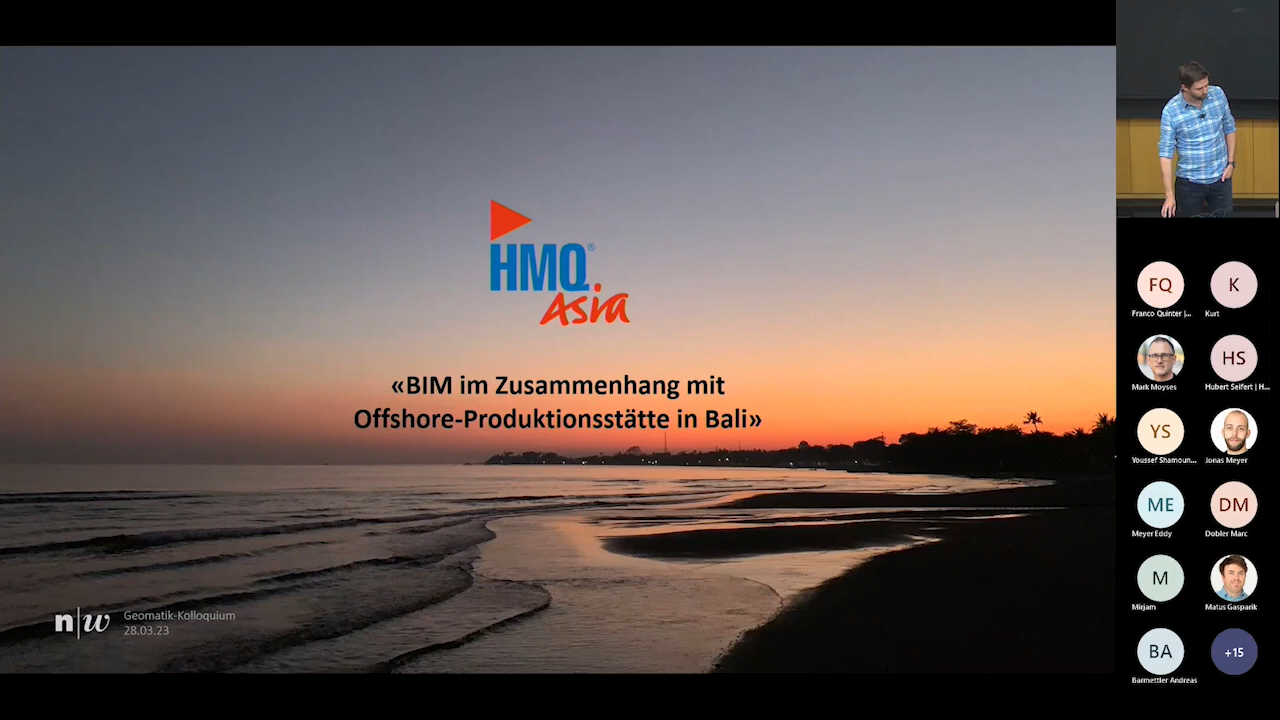 HMQ®
Asia
«BIM im Zusammenhang mit
Offshore-Produktionsstätte in Bali»
n|w
Geomatik-Kolloquium
28.03.23
FQ
Franco Quinter |...
K
Kurt
Mark Moyses
HS
Hubert Seifert | H...
YS
Youssef Shamoun...
Jonas Meyer
ME
Meyer Eddy
DM
Dobler Marc
M
Mirjam
Matus Gasparik
BA
Barmettler Andreas
+15